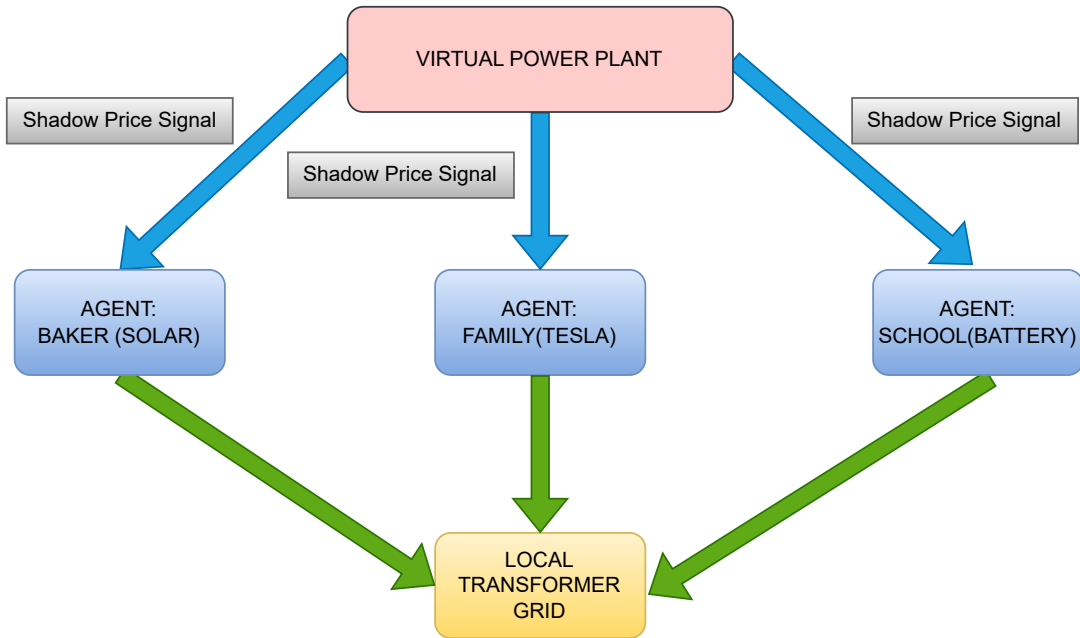 VIRTUAL POWER PLANT
Shadow Price Signal
Shadow Price Signal
Shadow Price Signal
AGENT:
BAKER (SOLAR)
AGENT:
FAMILY(TESLA)
AGENT:
SCHOOL(BATTERY)
LOCAL
TRANSFORMER
GRID